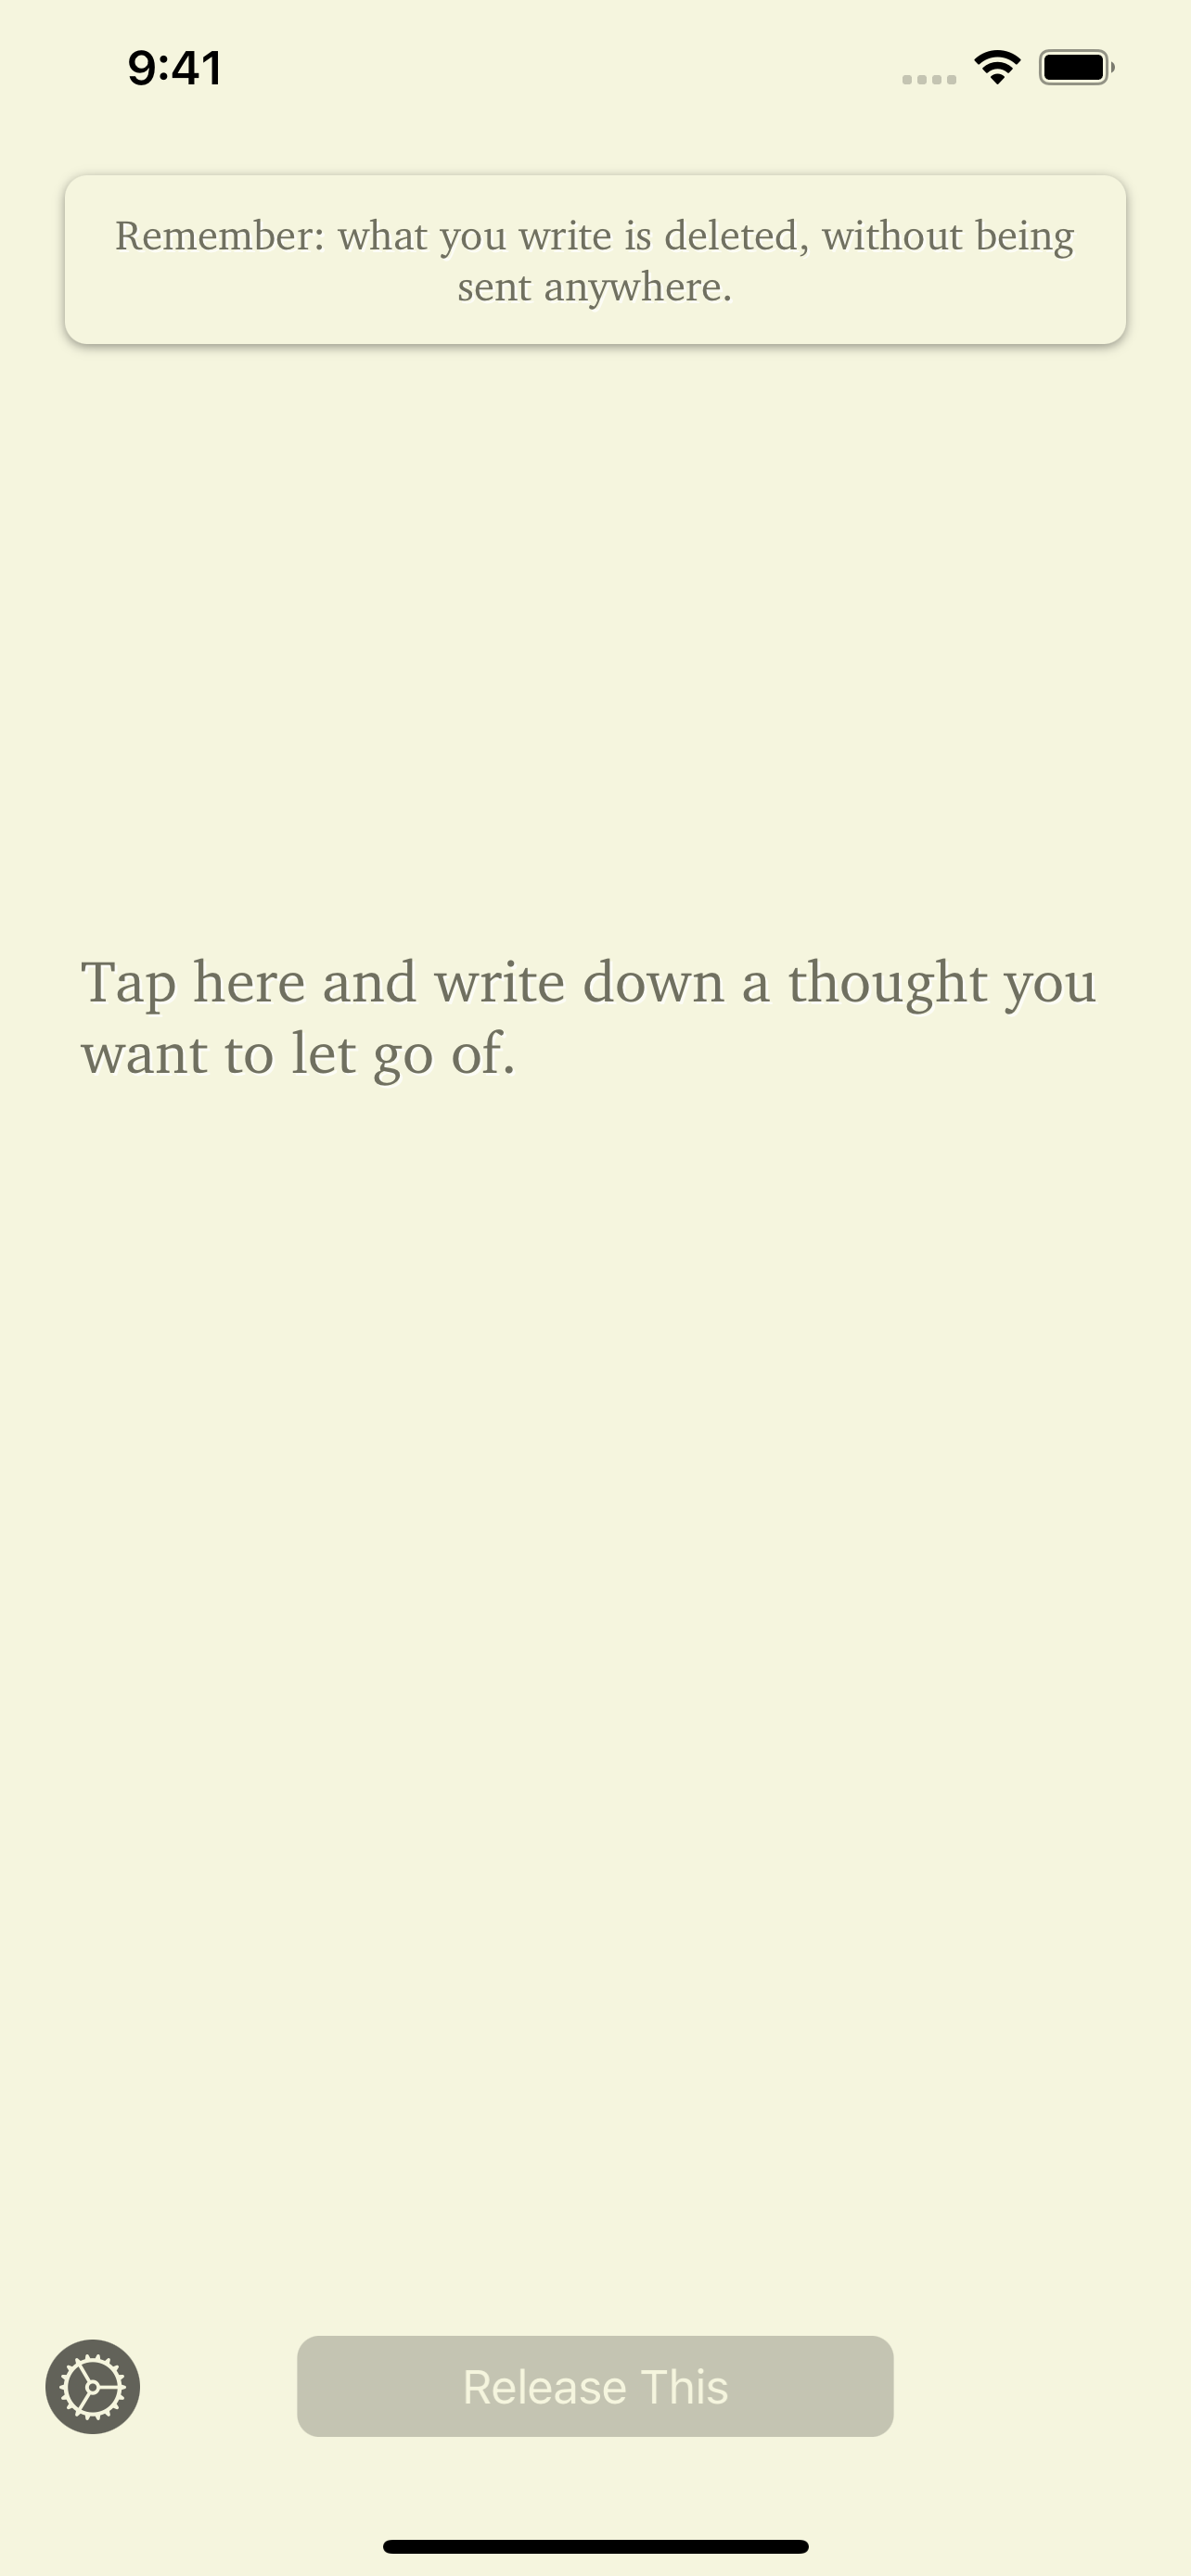 9:41
Remember: what you write is deleted, without being
sent anywhere.
Tap here and write down a thought you
want to let go of.
Release This